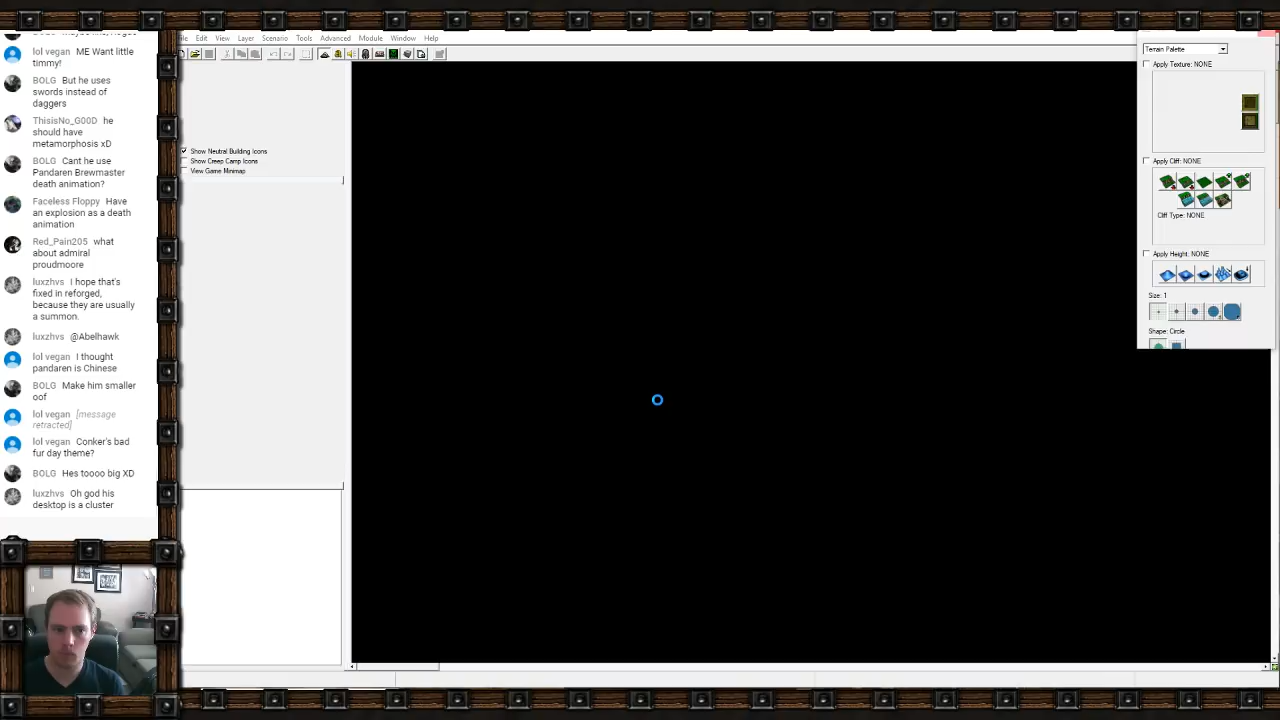 File Edit View Layer Scenario Tools Advanced Module Window Help
lol vegan ME Want little
timmy!
BOLG But he uses
swords instead of
daggers
ThisisNo_G00D he
should have
metamorphosis xD
BOLG Cant he use
Pandaren Brewmaster
death animation?
Faceless Floppy Have
an explosion as a death
animation
Red_Pain205 what
about admiral
proudmoore
luxzhvs I hope that's
fixed in reforged,
because they are usually
a summon.
luxzhvs @Abelhawk
lol vegan I thought
pandaren is Chinese
BOLG Make him smaller
oof
lol vegan [message
retracted]
lol vegan Conker's bad
fur day theme?
BOLG Hes toooo big XD
luxzhvs Oh god his
desktop is a cluster
Show Neutral Building Icons
Show Creep Camp Icons
View Game Minimap
Terrain Palette
Apply Texture: NONE
Apply Cliff: NONE
Cliff Type: NONE
Apply Height: NONE
Size: 1
Shape: Circle